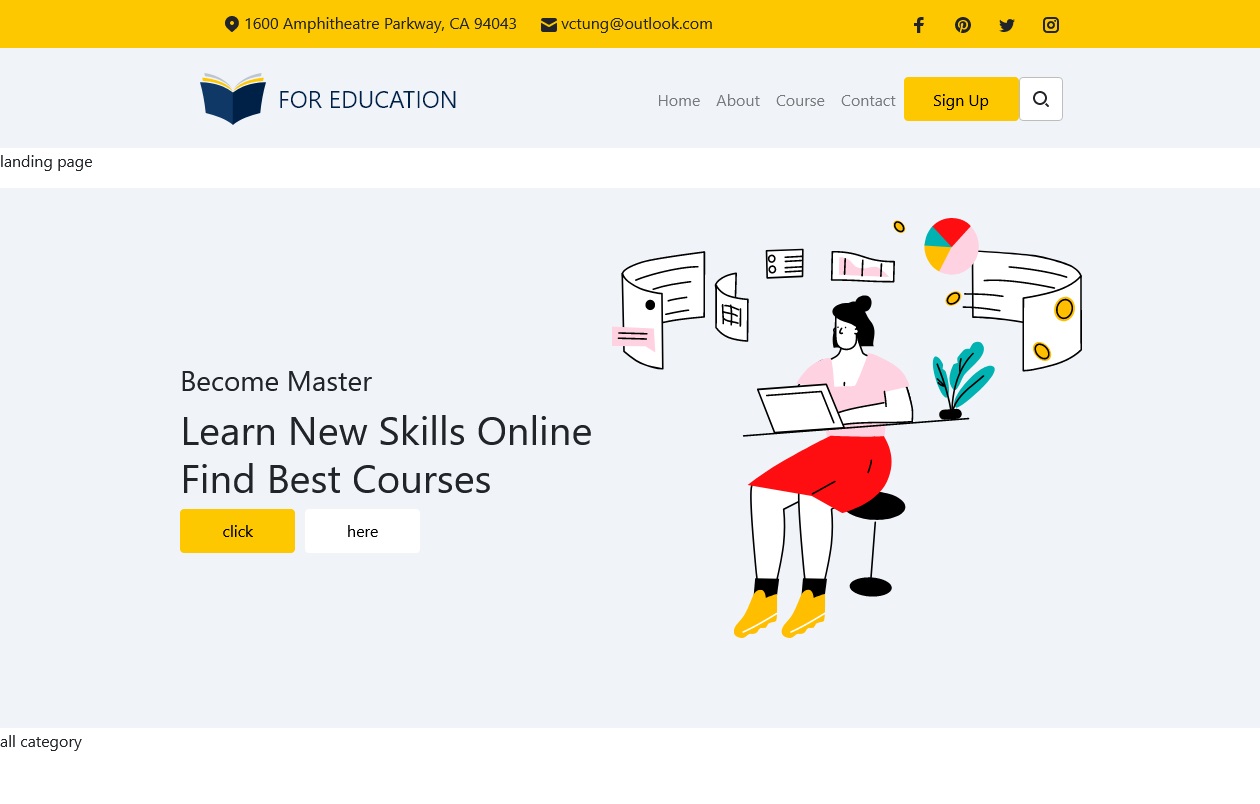 1600 Amphitheatre Parkway, CA 94043 vctung@outlook.com
FOR EDUCATION
Home About Course Contact Sign Up
landing page
Become Master
Learn New Skills Online
Find Best Courses
click here
all category